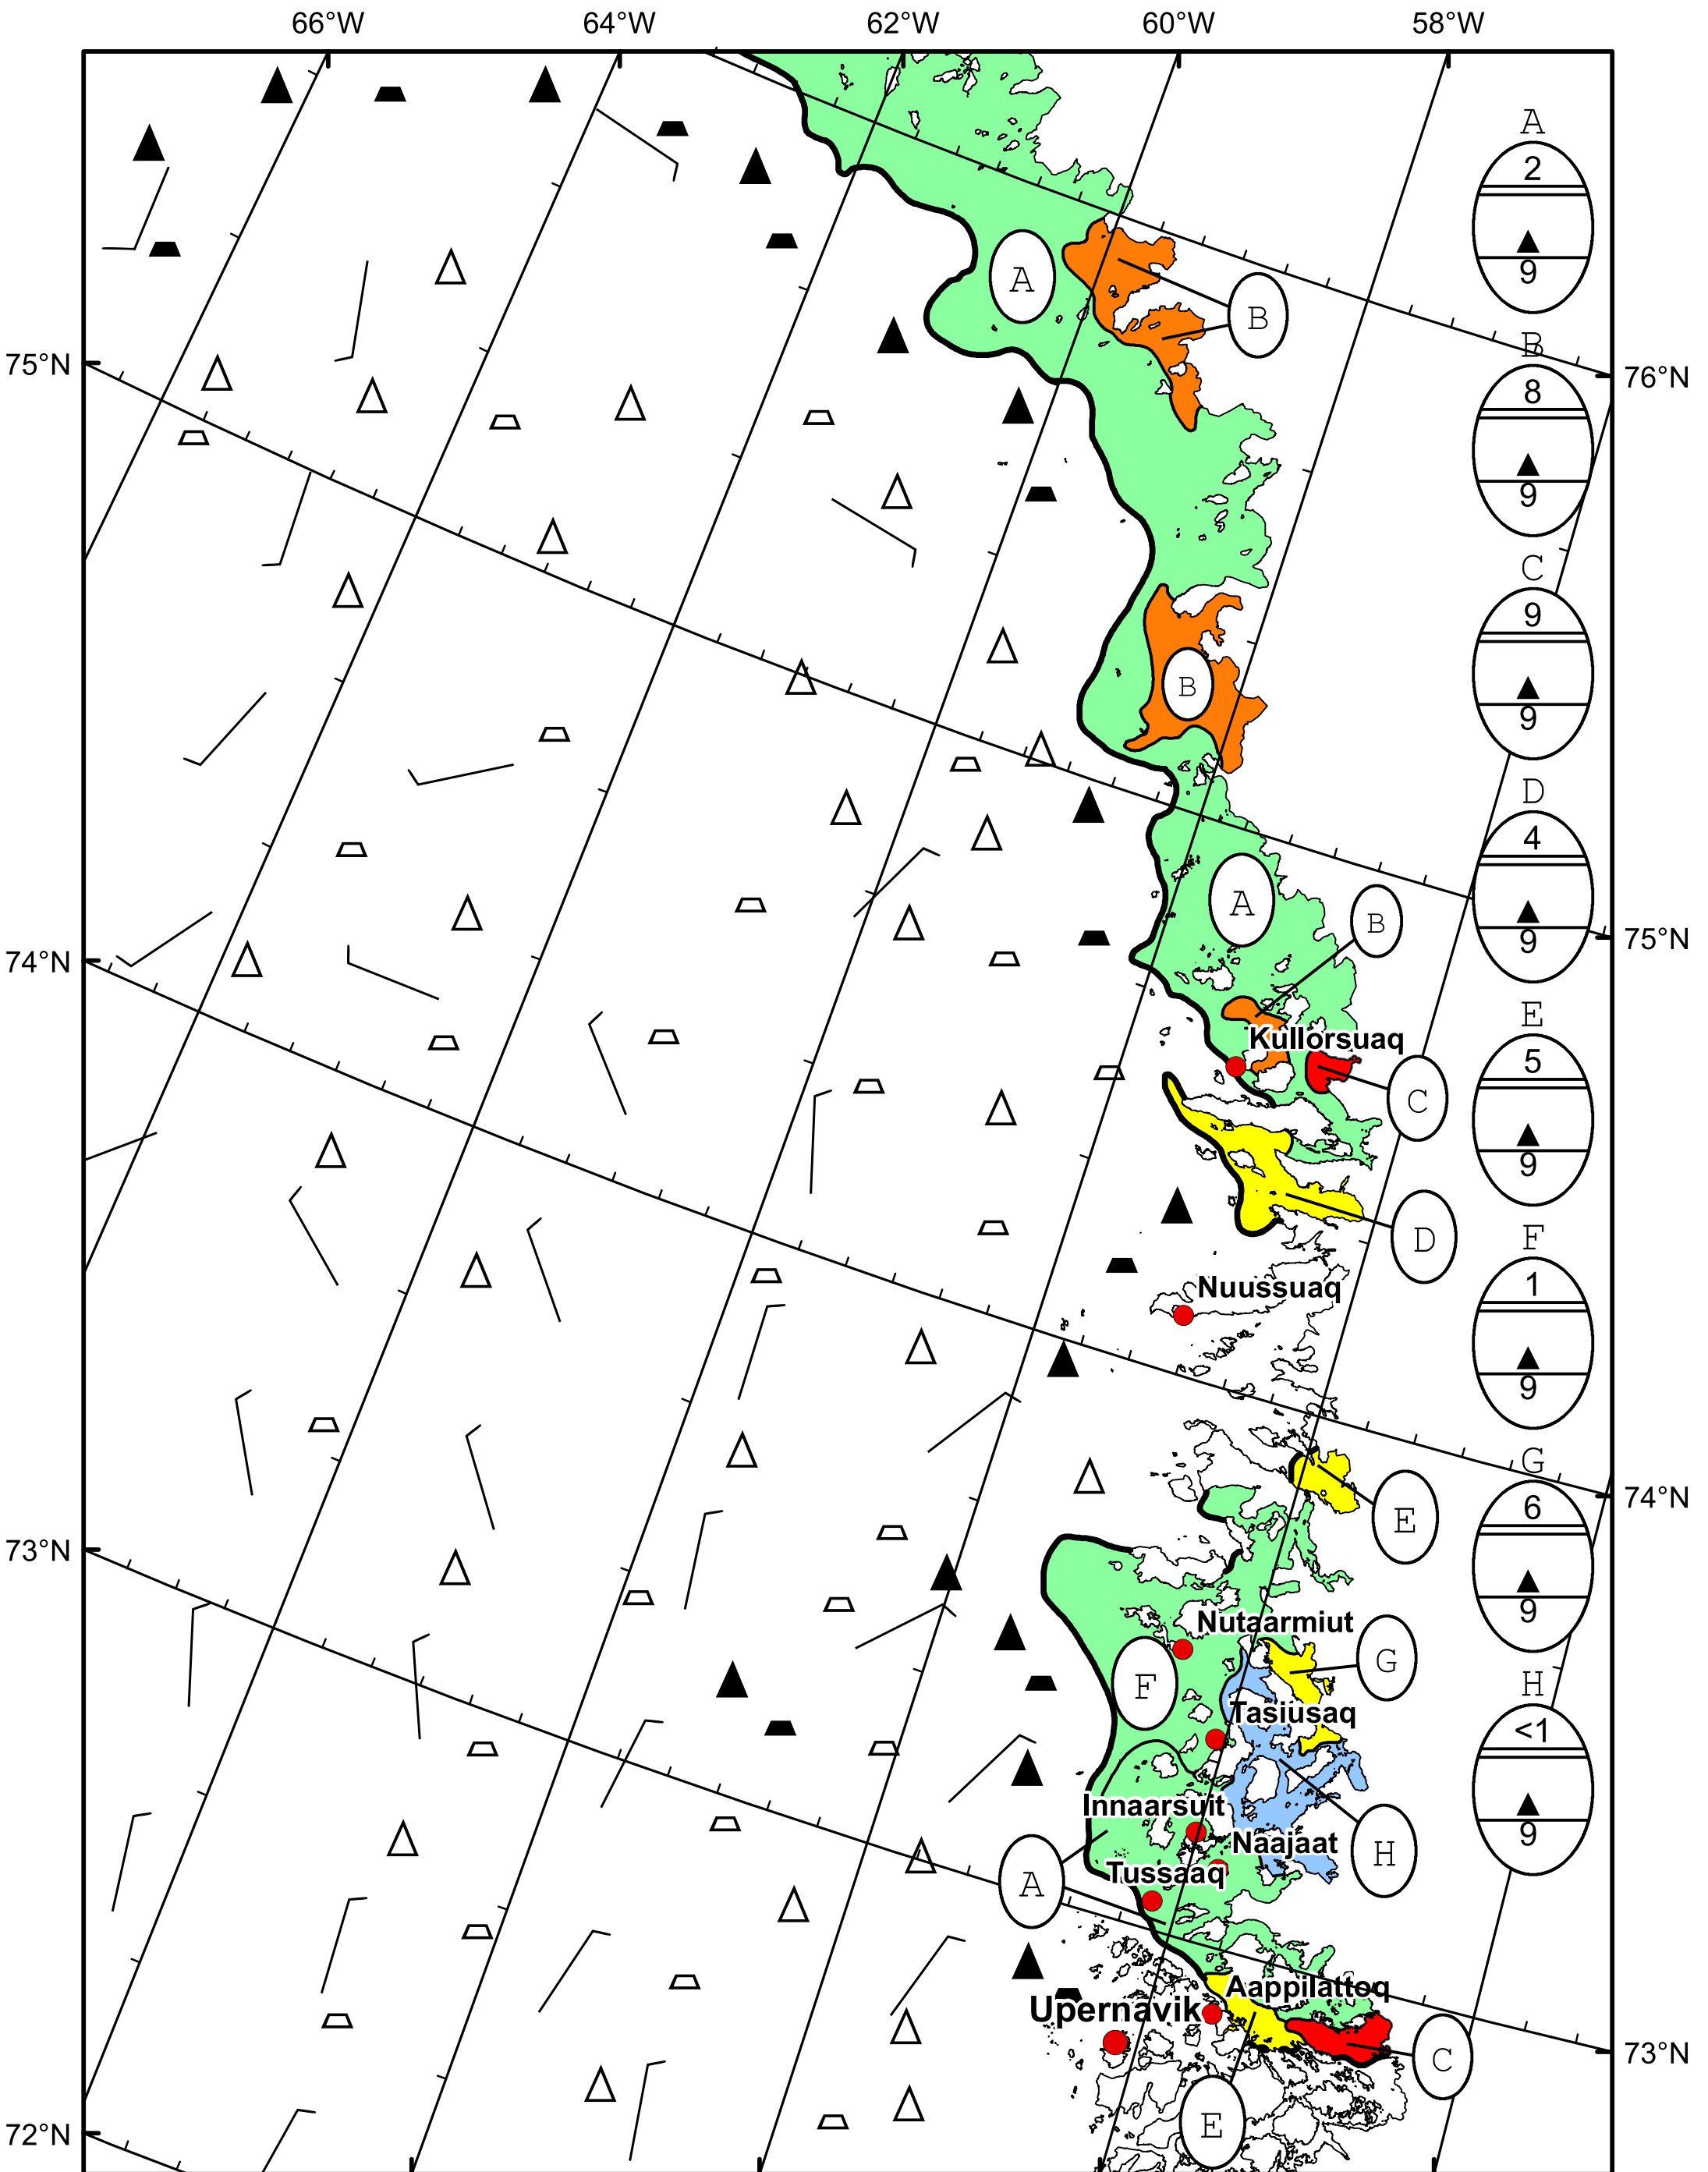 66°W 64°W 62°W 60°W 58°W
A
2
9
A
B
75°N
76°N
B
8
9
C
9
9
B
D
4
9
A
B
75°N
74°N
E
5
9
Kullorsuaq
C
D
F
1
9
Nuussuaq
G
6
9
74°N
E
73°N
Nutaarmiut
F
G
H
<1
9
Tasiusaq
Innaarsuit
Naajaat
H
Tussaaq
A
Aappilattoq
Upernavik
C
73°N
E
72°N